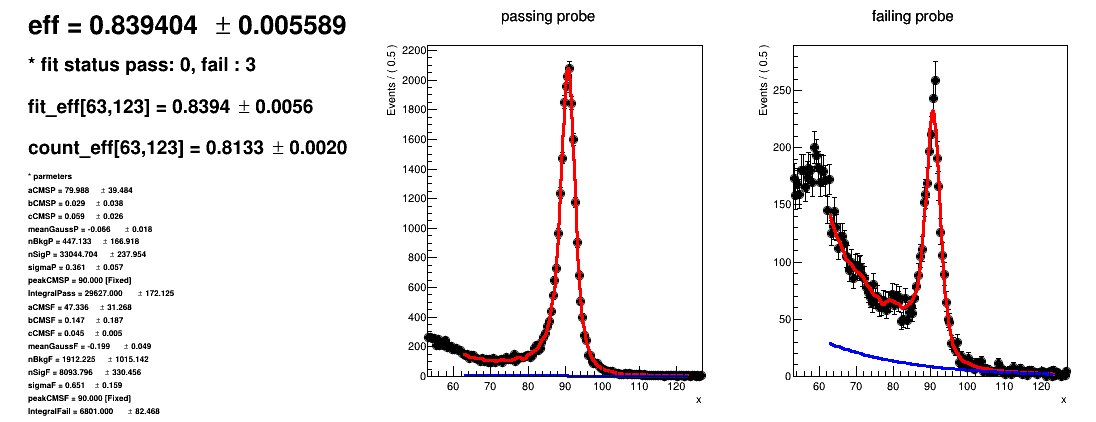 eff = 0.839404 ± 0.005589
* fit status pass: 0, fail : 3
fit_eff[63,123] = 0.8394 ± 0.0056
count_eff[63,123] = 0.8133 ± 0.0020
* parmeters
aCMSP = 79.988 ± 39.484
bCMSP = 0.029 ± 0.038
cCMSP = 0.059 ± 0.026
meanGaussP = -0.066 ± 0.018
nBkgP = 447.133 ± 166.918
nSigP = 33044.704 ± 237.954
sigmaP = 0.361 ± 0.057
peakCMSP = 90.000 [Fixed]
IntegralPass = 29627.000 ± 172.125
aCMSF = 47.336 ± 31.268
bCMSF = 0.147 ± 0.187
cCMSF = 0.045 ± 0.005
meanGaussF = -0.199 ± 0.049
nBkgF = 1912.225 ± 1015.142
nSigF = 8093.796 ± 330.456
sigmaF = 0.651 ± 0.159
peakCMSF = 90.000 [Fixed]
IntegralFail = 6801.000 ± 82.468
passing probe
Events / ( 0.5 )
2200
2000
1800
1600
1400
1200
1000
800
600
400
200
0
60 70 80 90 100 110 120
x
failing probe
Events / ( 0.5 )
250
200
150
100
50
0
60 70 80 90 100 110 120
x